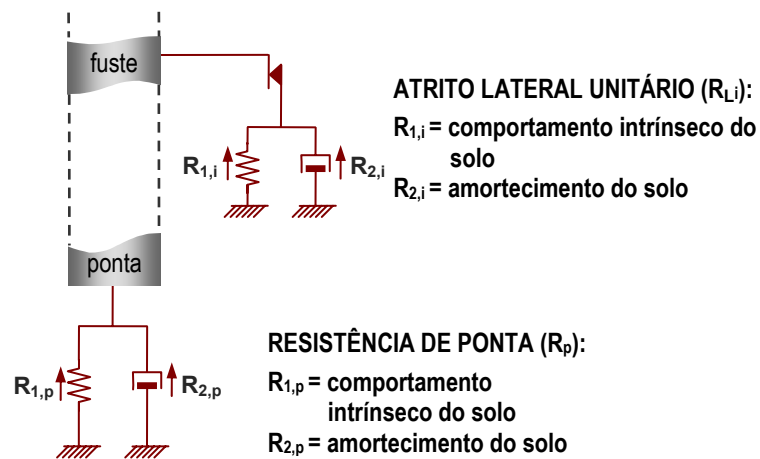 fuste
ATRITO LATERAL UNITÁRIO (RLi):
R1,i = comportamento intrínseco do
solo
R2,i = amortecimento do solo
R1,i
R2,i
ponta
RESISTÊNCIA DE PONTA (Rp):
R1,p = comportamento
intrínseco do solo
R2,p = amortecimento do solo
R1,p
R2,p